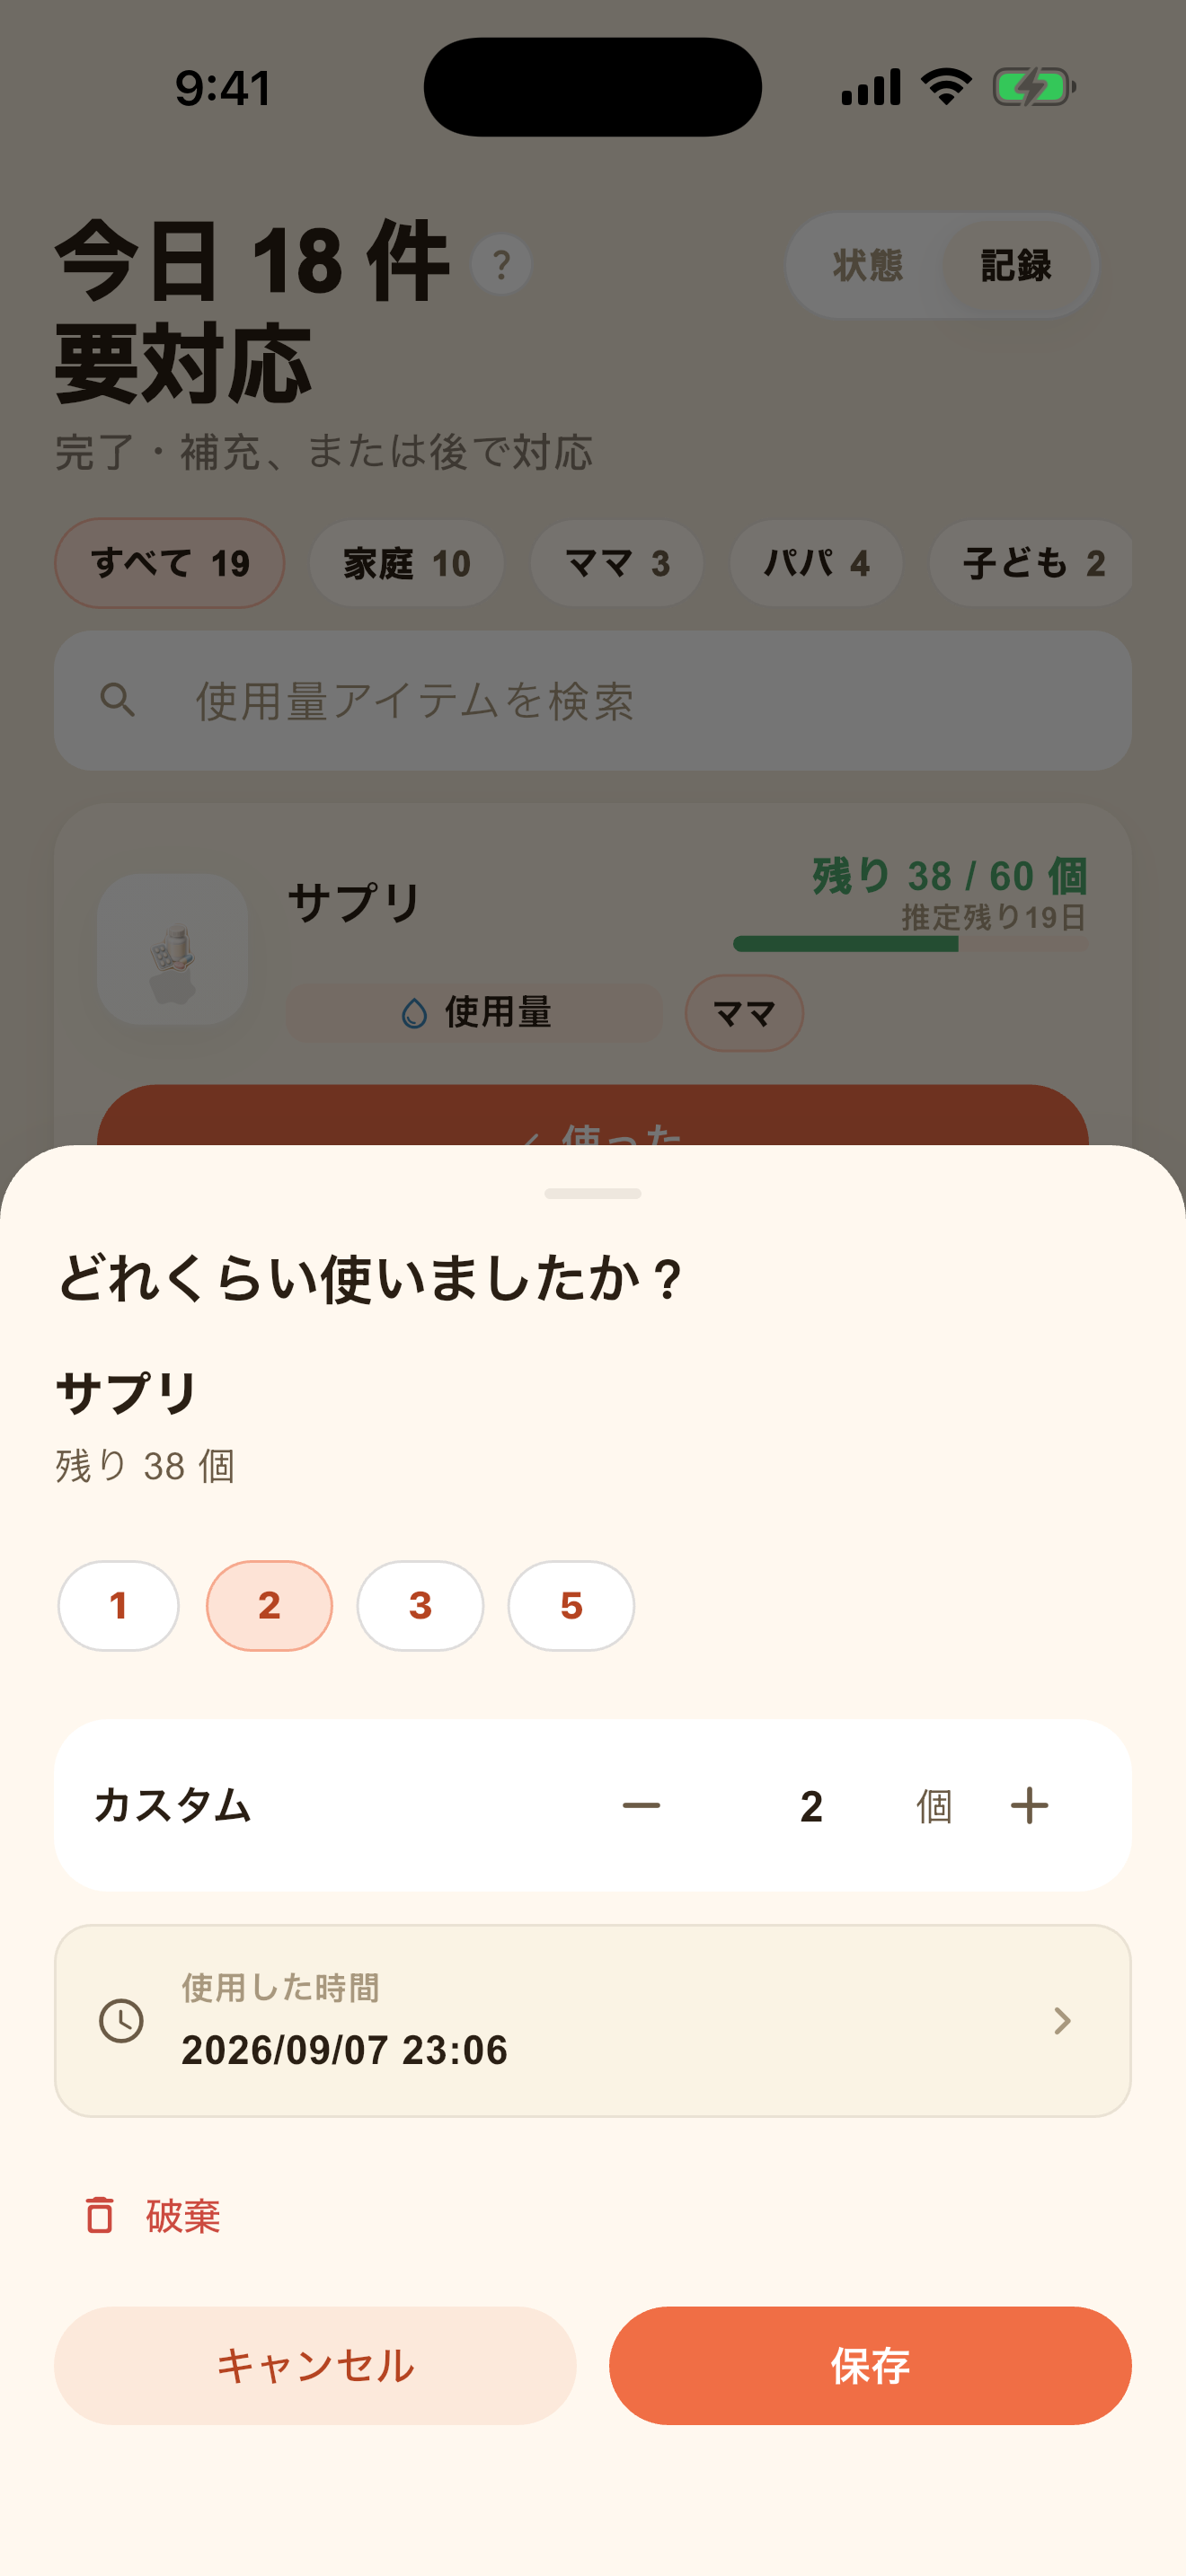 9:41
今日 18 件 ?
要対応
状態 記録
完了・補充、または後で対応
すべて 19 家庭 10 ママ 3 パパ 4 子ども 2
使用量アイテムを検索
サプリ
残り 38 / 60 個
推定残り19日
使用量 ママ
使った
どれくらい使いましたか？
サプリ
残り 38 個
1 2 3 5
カスタム 2 個
使用した時間
2026/09/07 23:06
破棄
キャンセル 保存